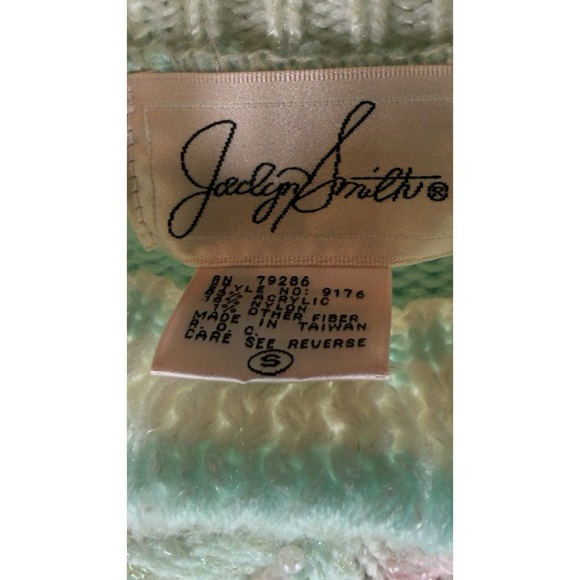 Jaclyn Smith®
RN 79286
STYLE NO: 9176
ACRYLIC
NYLON
1% OTHER FIBER
MADE IN TAIWAN
R. O. C.
CARE SEE REVERSE
S